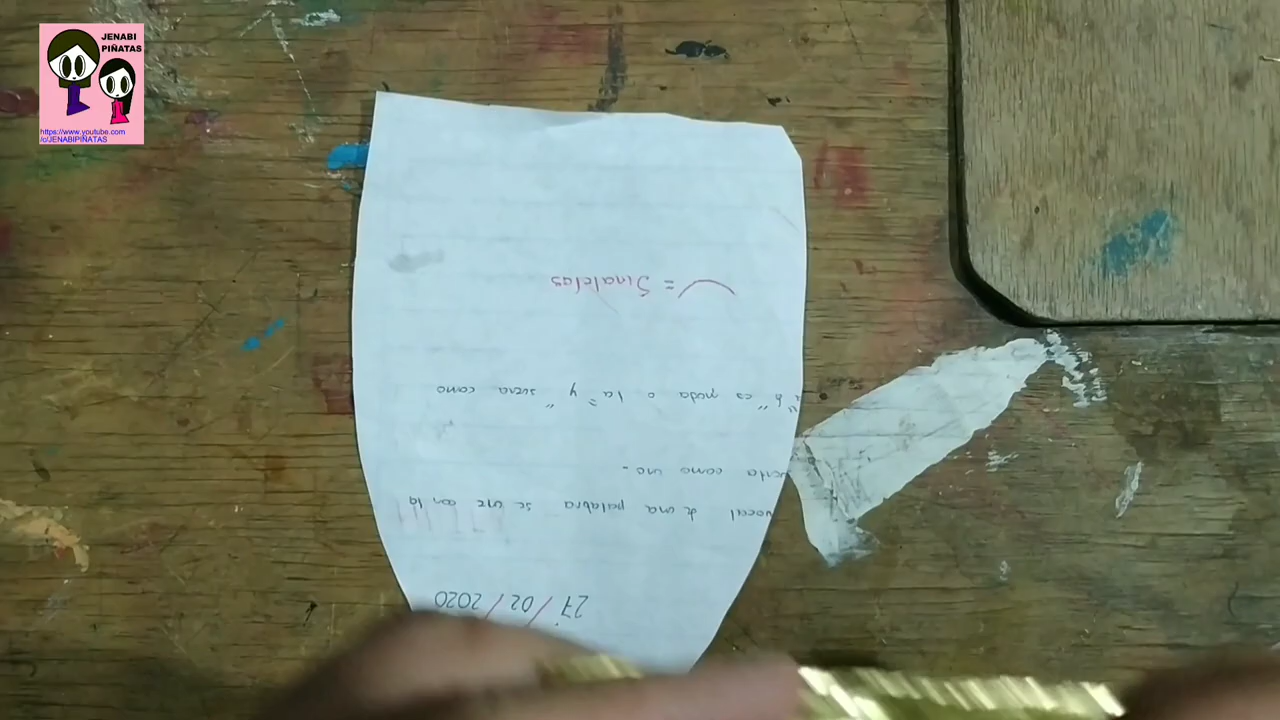 JENABI
PIÑATAS
https://www.youtube.com
/c/JENABIPIÑATAS
27/02/2020
vocal de una palabra se une con la
como una.
"h" es muda o la "y" suena como
= Sinalefas